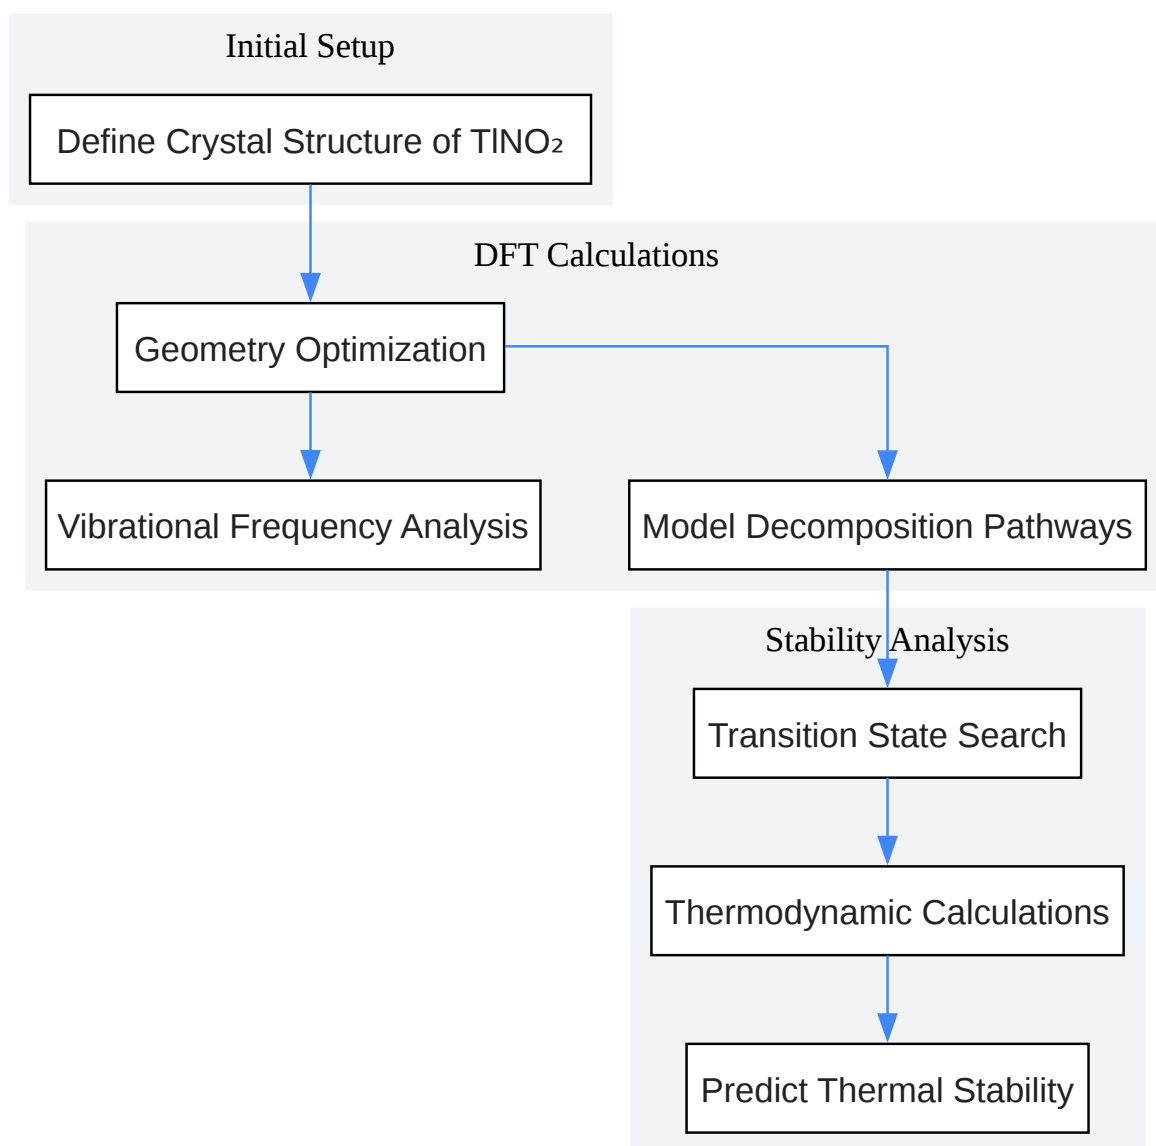 Initial Setup
Define Crystal Structure of TlNO₂
DFT Calculations
Geometry Optimization
Vibrational Frequency Analysis
Model Decomposition Pathways
Stability Analysis
Transition State Search
Thermodynamic Calculations
Predict Thermal Stability